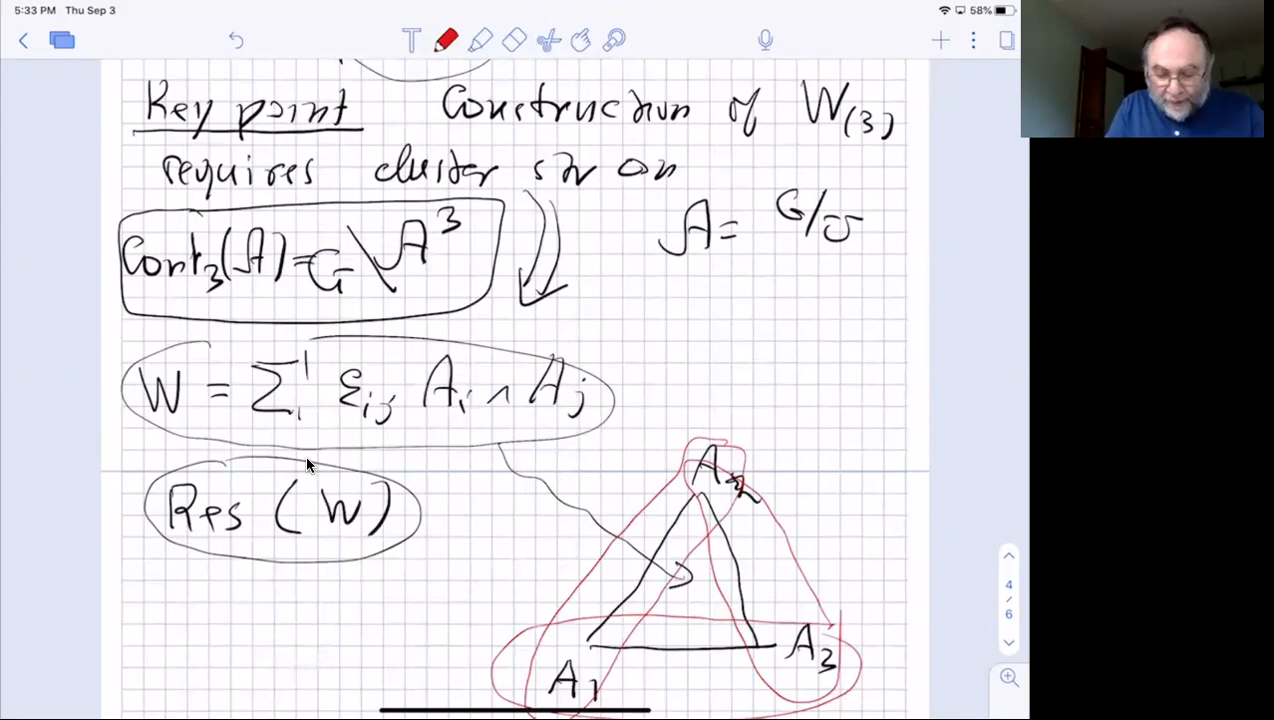 5:33 PM Thu Sep 3
58%
Key point Construction of W(3)
requires cluster str on
Conf₃(A) = G\A³
A = G/U
W = Σ εij Ai ∧ Aj
Res (W)
A2
A1
A3
4
/
6